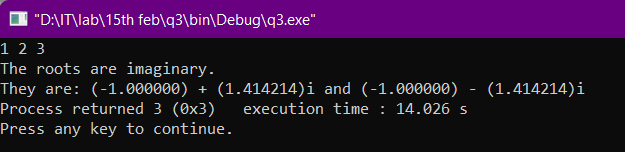 "D:\IT\lab\15th feb\q3\bin\Debug\q3.exe"
1 2 3
The roots are imaginary.
They are: (-1.000000) + (1.414214)i and (-1.000000) - (1.414214)i
Process returned 3 (0x3)   execution time : 14.026 s
Press any key to continue.